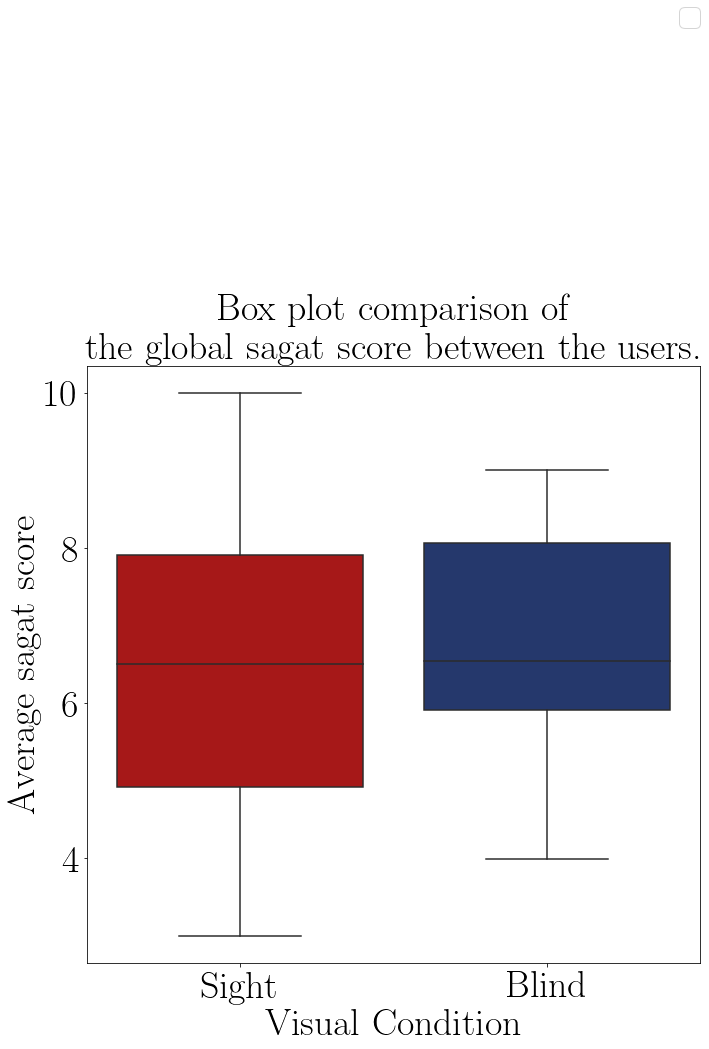 Box plot comparison of
the global sagat score between the users.
Average sagat score
10
8
6
4
Sight
Blind
Visual Condition